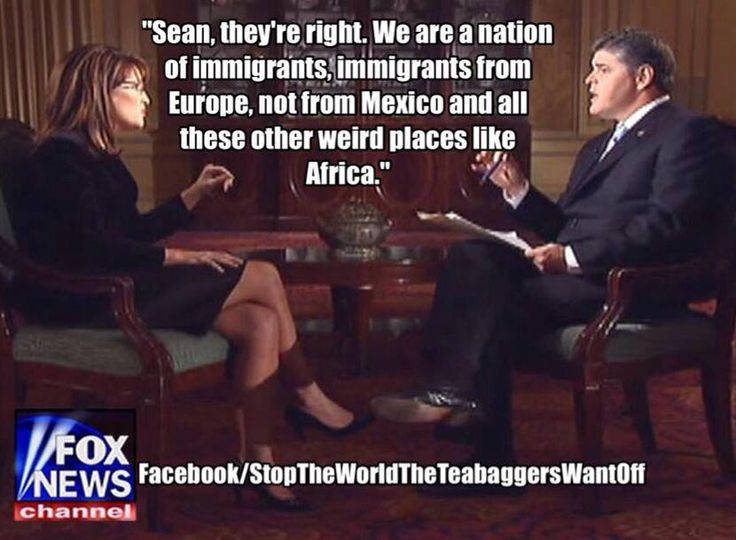 "Sean, they're right. We are a nation
of immigrants, immigrants from
Europe, not from Mexico and all
these other weird places like
Africa."
FOX
NEWS
channel
Facebook/StopTheWorldTheTeabaggersWantOff